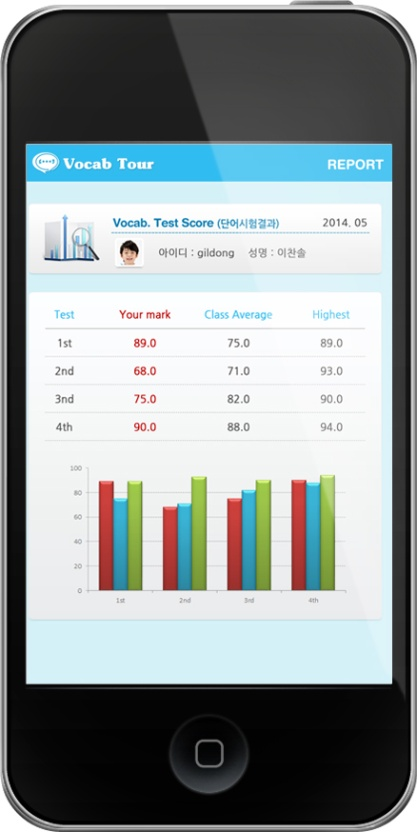 Vocab Tour REPORT
Vocab. Test Score (단어시험결과) 2014. 05
아이디 : gildong 성명 : 이찬솔
Test Your mark Class Average Highest
1st 89.0 75.0 89.0
2nd 68.0 71.0 93.0
3rd 75.0 82.0 90.0
4th 90.0 88.0 94.0
100
80
60
40
20
0
1st 2nd 3rd 4th